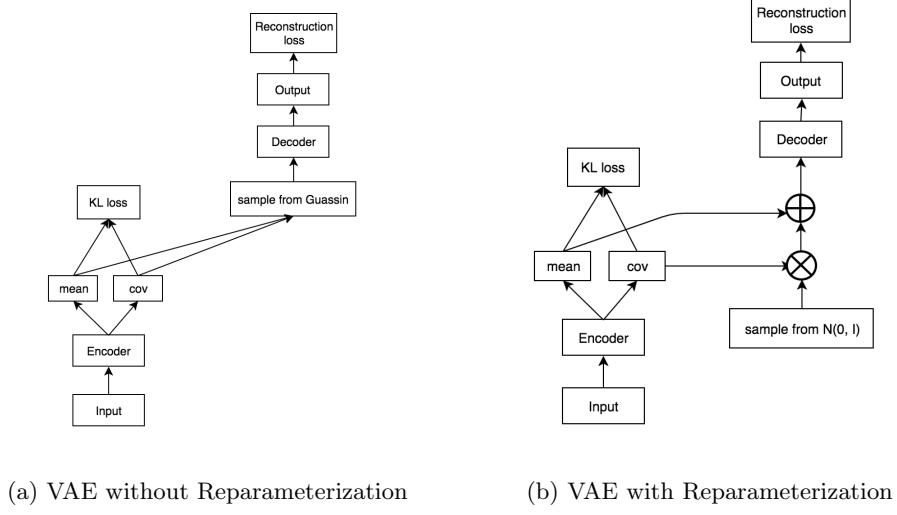 Reconstruction
loss
Output
Decoder
sample from Guassin
KL loss
mean
cov
Encoder
Input
(a) VAE without Reparameterization
Reconstruction
loss
Output
Decoder
KL loss
mean
cov
sample from N(0, I)
Encoder
Input
(b) VAE with Reparameterization